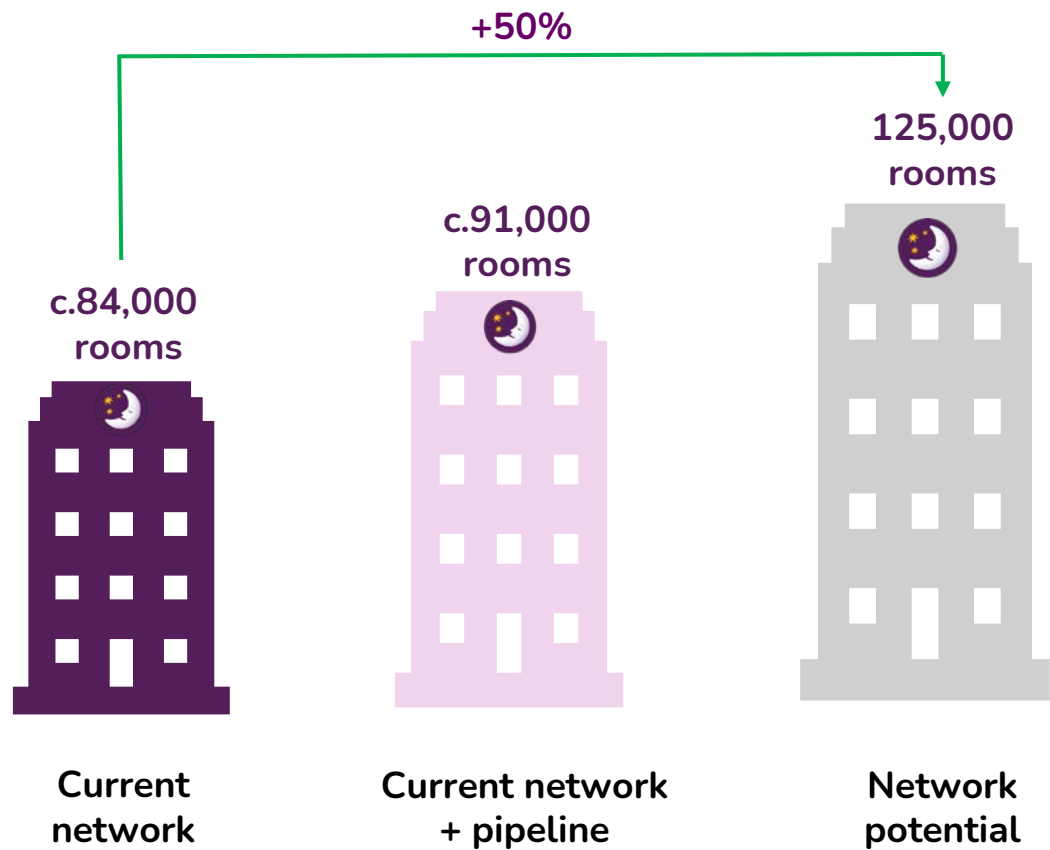 +50%
125,000
rooms
c.91,000
rooms
c.84,000
rooms
Current
network
Current network
+ pipeline
Network
potential